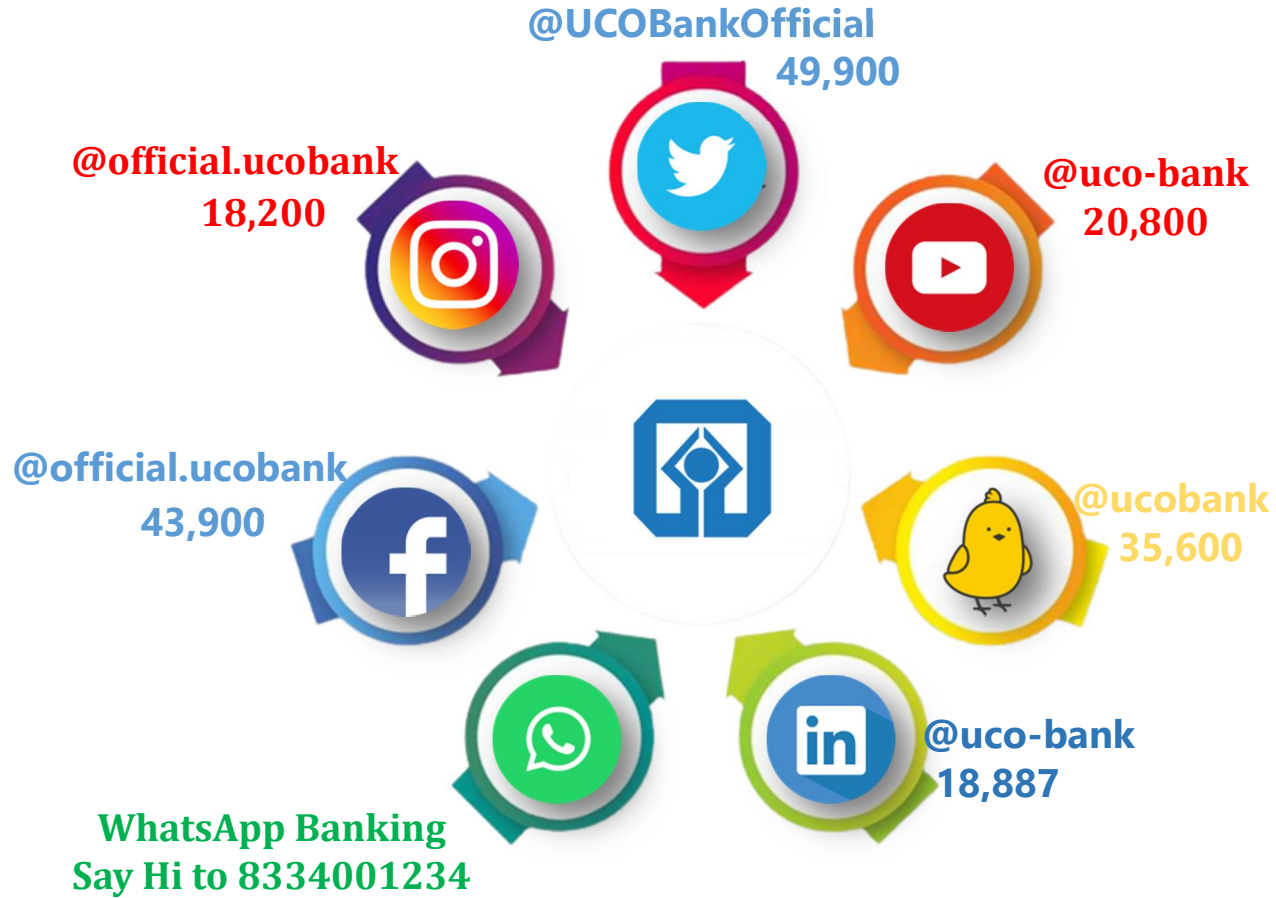 @UCOBankOfficial
49,900
@official.ucobank
18,200
@uco-bank
20,800
@official.ucobank
43,900
@ucobank
35,600
in
@uco-bank
18,887
WhatsApp Banking
Say Hi to 8334001234